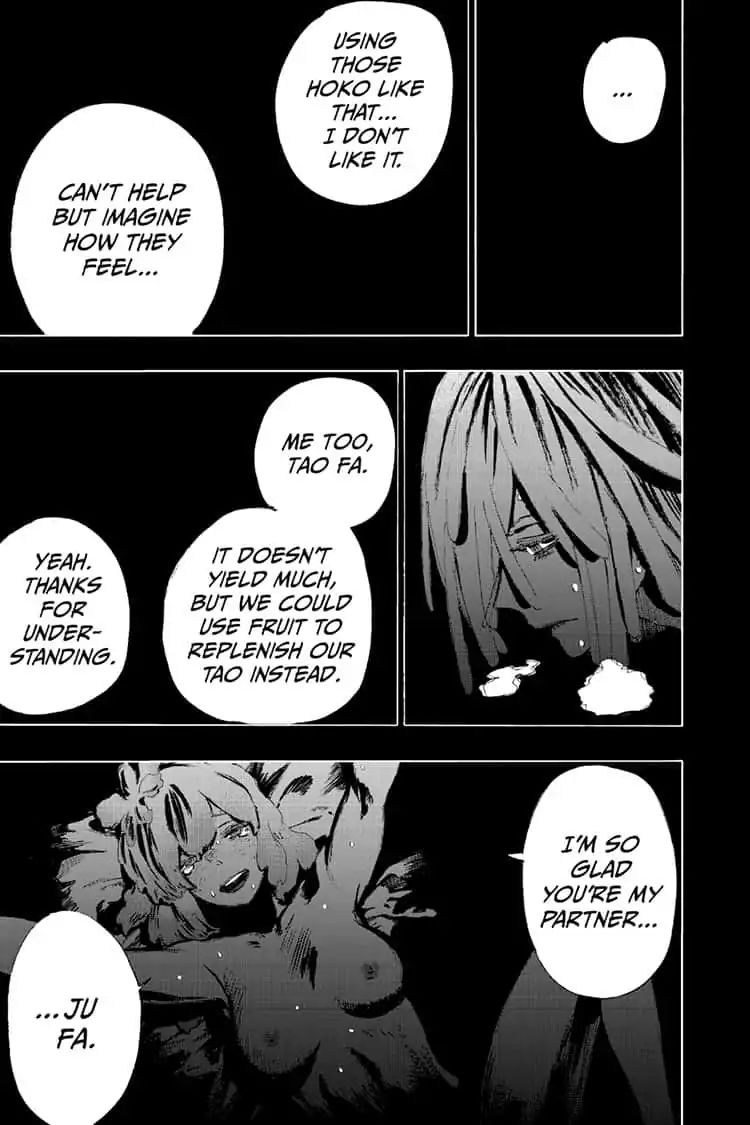 ...
USING
THOSE
HOKO LIKE
THAT...
I DON'T
LIKE IT.
CAN'T HELP
BUT IMAGINE
HOW THEY
FEEL...
ME TOO,
TAO FA.
IT DOESN'T
YIELD MUCH,
BUT WE COULD
USE FRUIT TO
REPLENISH OUR
TAO INSTEAD.
YEAH.
THANKS
FOR
UNDER-
STANDING.
I'M SO
GLAD
YOU'RE MY
PARTNER...
...JU
FA.